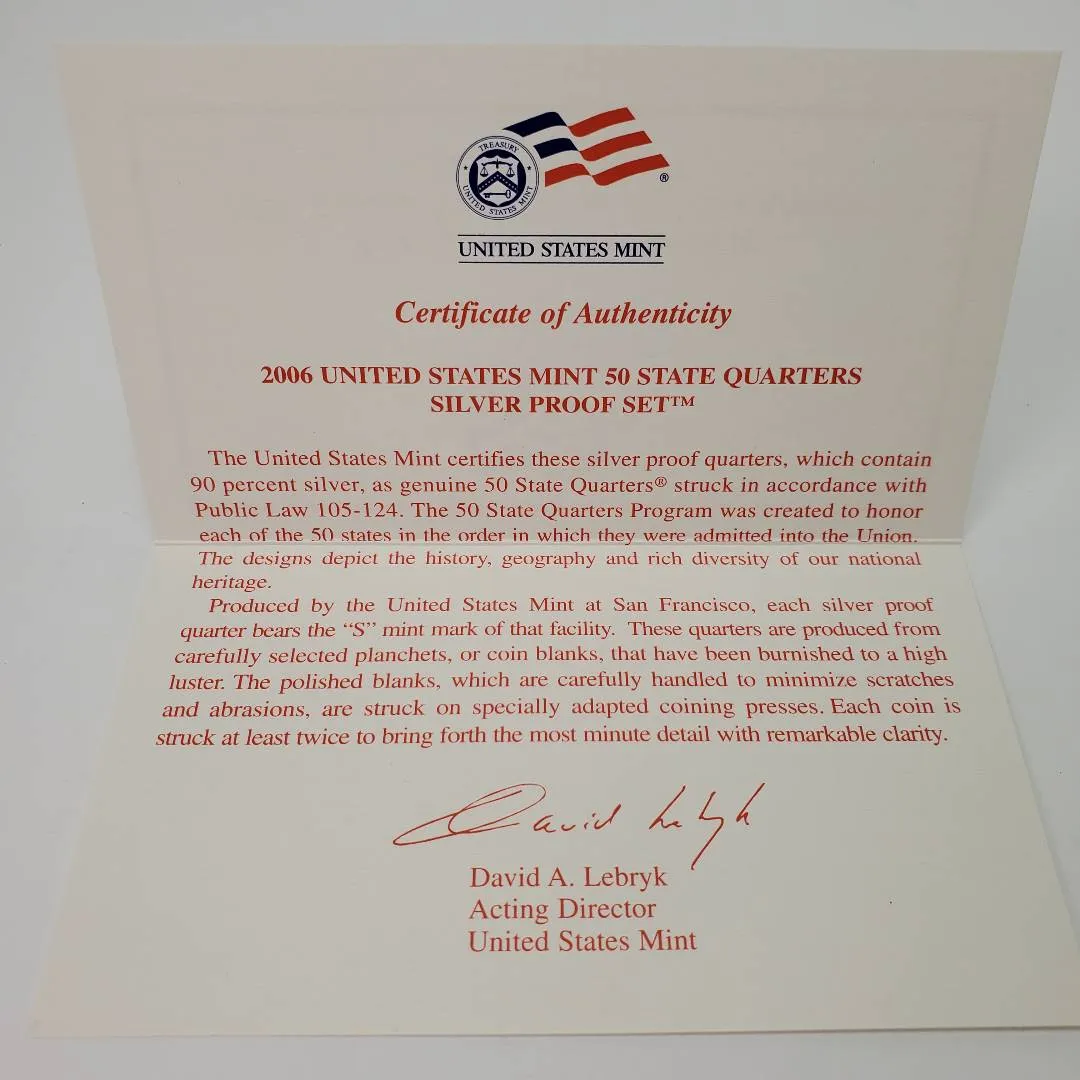 TREASURY
UNITED STATES MINT
®
UNITED STATES MINT
Certificate of Authenticity
2006 UNITED STATES MINT 50 STATE QUARTERS
SILVER PROOF SET™
The United States Mint certifies these silver proof quarters, which contain
90 percent silver, as genuine 50 State Quarters® struck in accordance with
Public Law 105-124. The 50 State Quarters Program was created to honor
each of the 50 states in the order in which they were admitted into the Union.
The designs depict the history, geography and rich diversity of our national
heritage.
Produced by the United States Mint at San Francisco, each silver proof
quarter bears the “S” mint mark of that facility. These quarters are produced from
carefully selected planchets, or coin blanks, that have been burnished to a high
luster. The polished blanks, which are carefully handled to minimize scratches
and abrasions, are struck on specially adapted coining presses. Each coin is
struck at least twice to bring forth the most minute detail with remarkable clarity.
David Lebryk
David A. Lebryk
Acting Director
United States Mint